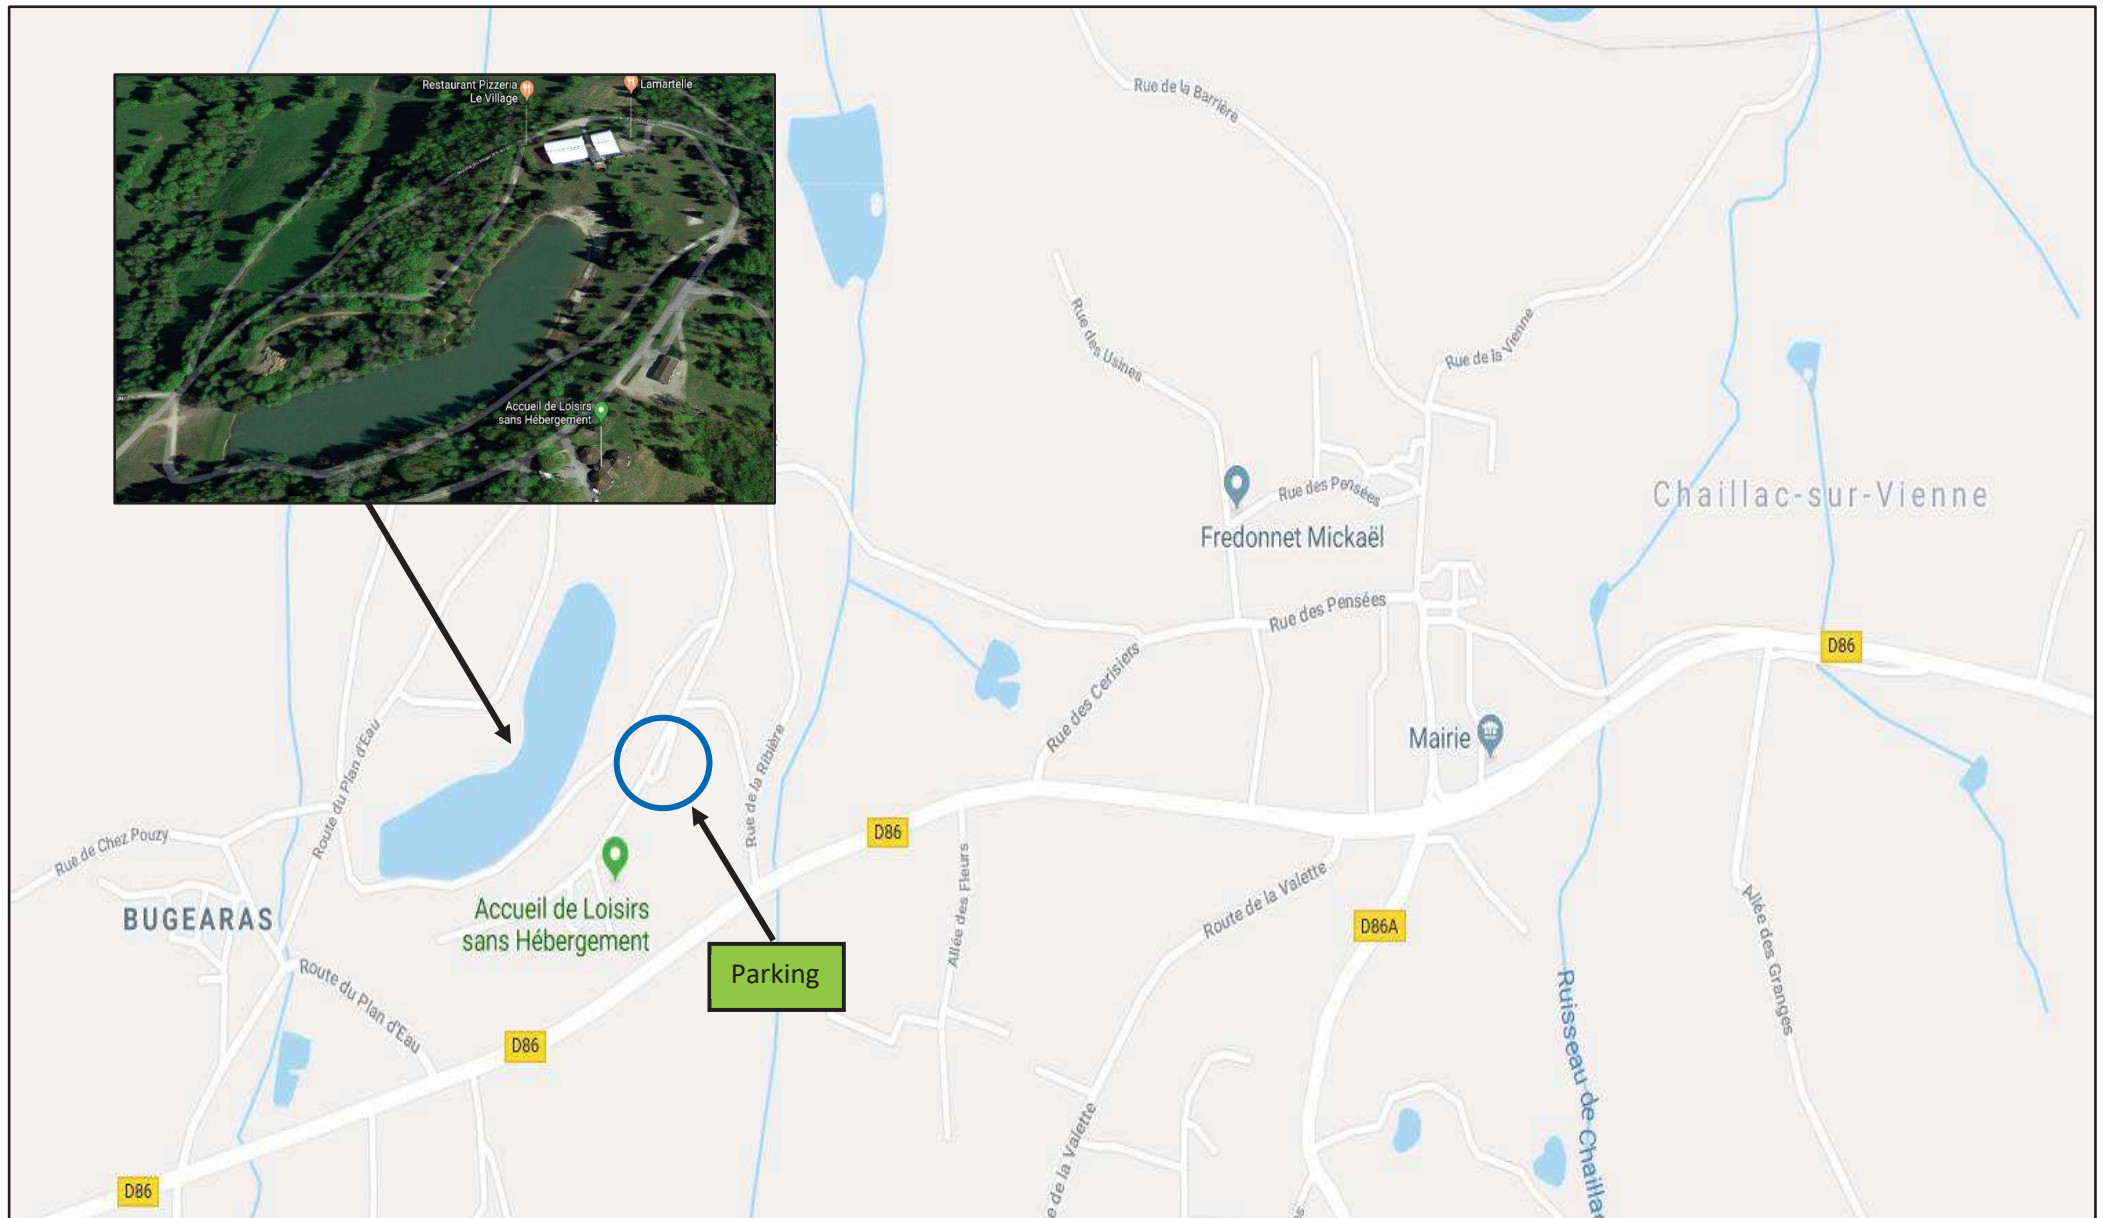 Restaurant Pizzeria
Le Village
Lamartelle
Accueil de Loisirs
sans Hébergement
Rue de la Barrière
Rue des Usines
Rue de la Vienne
Rue des Pensées
Fredonnet Mickaël
Chaillac-sur-Vienne
Rue des Pensées
D86
Rue des Cerisiers
Mairie
Route du Plan d'Eau
Rue de la Ribière
D86
Rue de Chez Pouzy
Accueil de Loisirs
sans Hébergement
BUGEARAS
Allée des Fleurs
Route de la Valette
D86A
Allée des Granges
Parking
Route du Plan d'Eau
D86
Ruisseau de Chailla
e de la Valette
D86